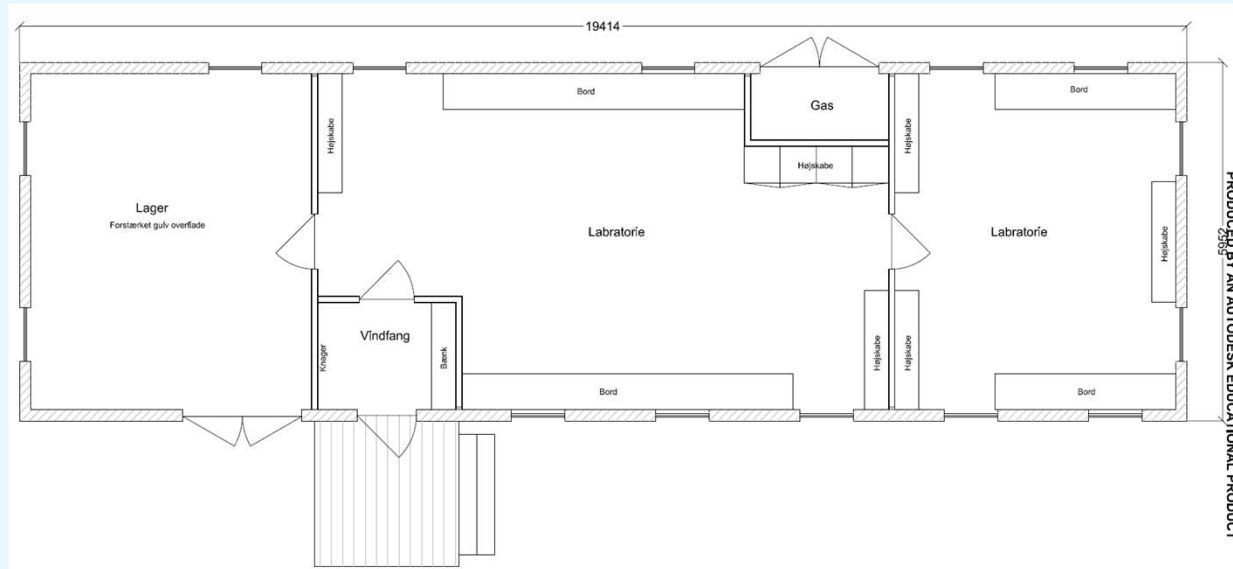 19414
Bord
Gas
Bord
Højskabe
Højskabe
Højskabe
Lager
Forstærket gulv overflade
Labratorie
Labratorie
Højskabe
5952
PRODUCED BY AN AUTODESK EDUCATIONAL PRODUCT
Vindfang
Knager
Bænk
Højskabe
Højskabe
Bord
Bord